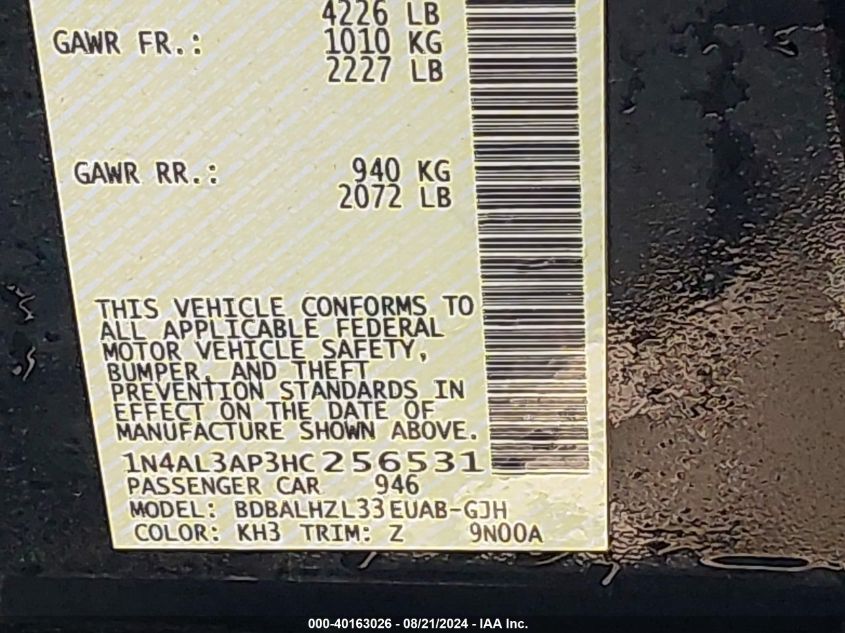 4226 LB
GAWR FR.: 1010 KG
2227 LB
GAWR RR.: 940 KG
2072 LB
THIS VEHICLE CONFORMS TO
ALL APPLICABLE FEDERAL
MOTOR VEHICLE SAFETY,
BUMPER, AND THEFT
PREVENTION STANDARDS IN
EFFECT ON THE DATE OF
MANUFACTURE SHOWN ABOVE.
1N4AL3AP3HC256531
PASSENGER CAR 946
MODEL: BDBALHZL33EUAB-GJH
COLOR: KH3 TRIM: Z 9N00A
000-40163026 - 08/21/2024 - IAA Inc.